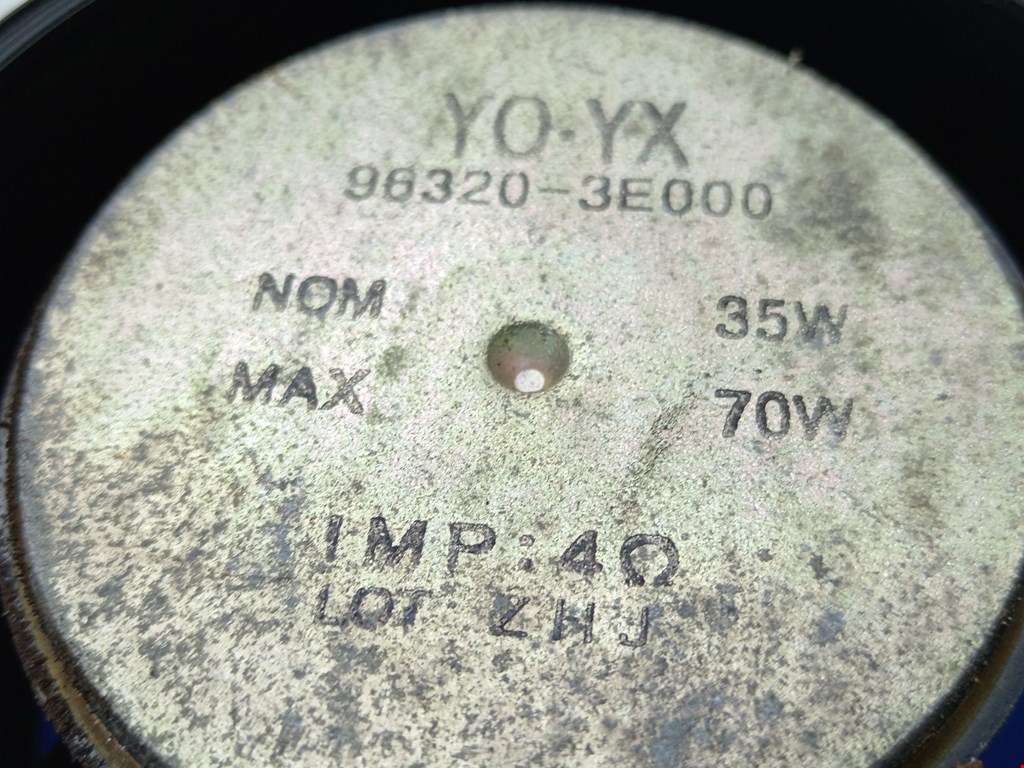 YO·YX
96320-3E000
NOM 35W
MAX 70W
IMP:4Ω
LOT ZHJ